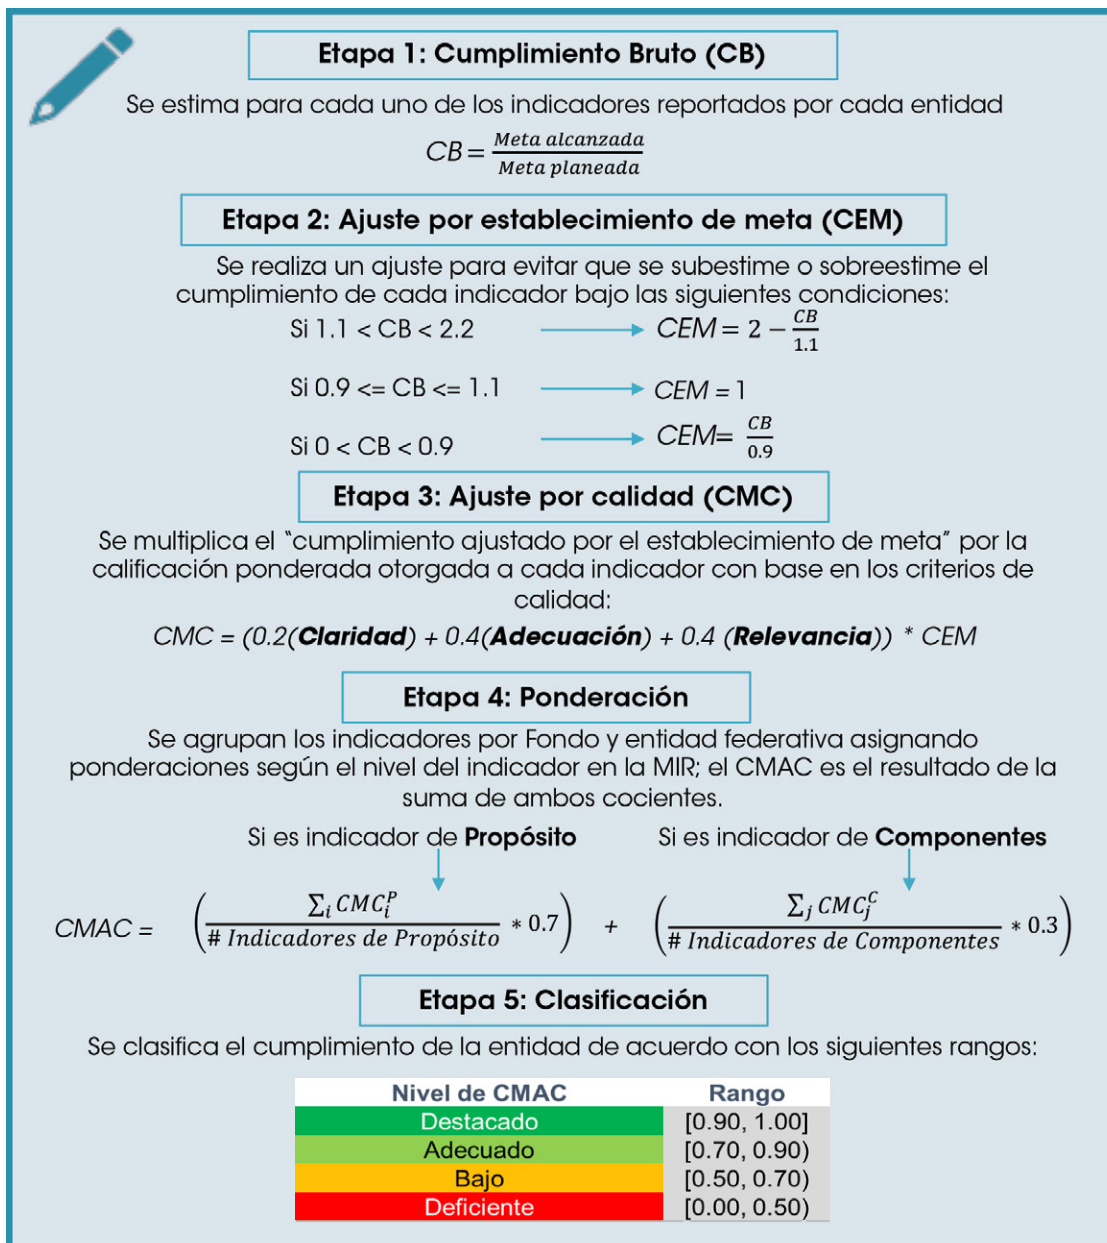 Etapa 1: Cumplimiento Bruto (CB)
Se estima para cada uno de los indicadores reportados por cada entidad
CB = Meta alcanzada / Meta planeada
Etapa 2: Ajuste por establecimiento de meta (CEM)
Se realiza un ajuste para evitar que se subestime o sobreestime el
cumplimiento de cada indicador bajo las siguientes condiciones:
Si 1.1 < CB < 2.2 → CEM = 2 − CB / 1.1
Si 0.9 <= CB <= 1.1 → CEM = 1
Si 0 < CB < 0.9 → CEM= CB / 0.9
Etapa 3: Ajuste por calidad (CMC)
Se multiplica el "cumplimiento ajustado por el establecimiento de meta" por la
calificación ponderada otorgada a cada indicador con base en los criterios de
calidad:
CMC = (0.2(Claridad) + 0.4(Adecuación) + 0.4 (Relevancia)) * CEM
Etapa 4: Ponderación
Se agrupan los indicadores por Fondo y entidad federativa asignando
ponderaciones según el nivel del indicador en la MIR; el CMAC es el resultado de la
suma de ambos cocientes.
Si es indicador de Propósito Si es indicador de Componentes
CMAC = (∑i CMC_i^P / # Indicadores de Propósito * 0.7) + (∑j CMC_j^C / # Indicadores de Componentes * 0.3)
Etapa 5: Clasificación
Se clasifica el cumplimiento de la entidad de acuerdo con los siguientes rangos:
Nivel de CMAC Rango
Destacado [0.90, 1.00]
Adecuado [0.70, 0.90)
Bajo [0.50, 0.70)
Deficiente [0.00, 0.50)